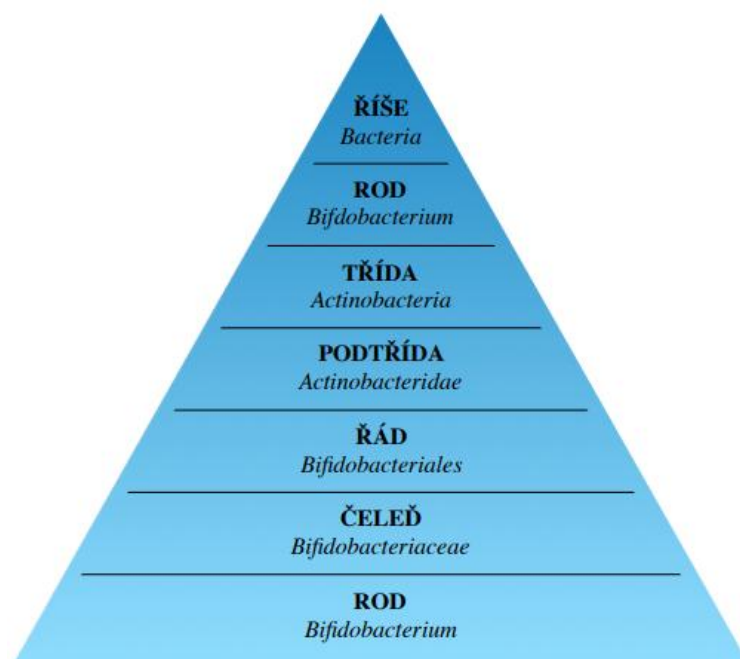 ŘÍŠE
Bacteria
ROD
Bifdobacterium
TŘÍDA
Actinobacteria
PODTŘÍDA
Actinobacteridae
ŘÁD
Bifidobacteriales
ČELEĎ
Bifidobacteriaceae
ROD
Bifidobacterium